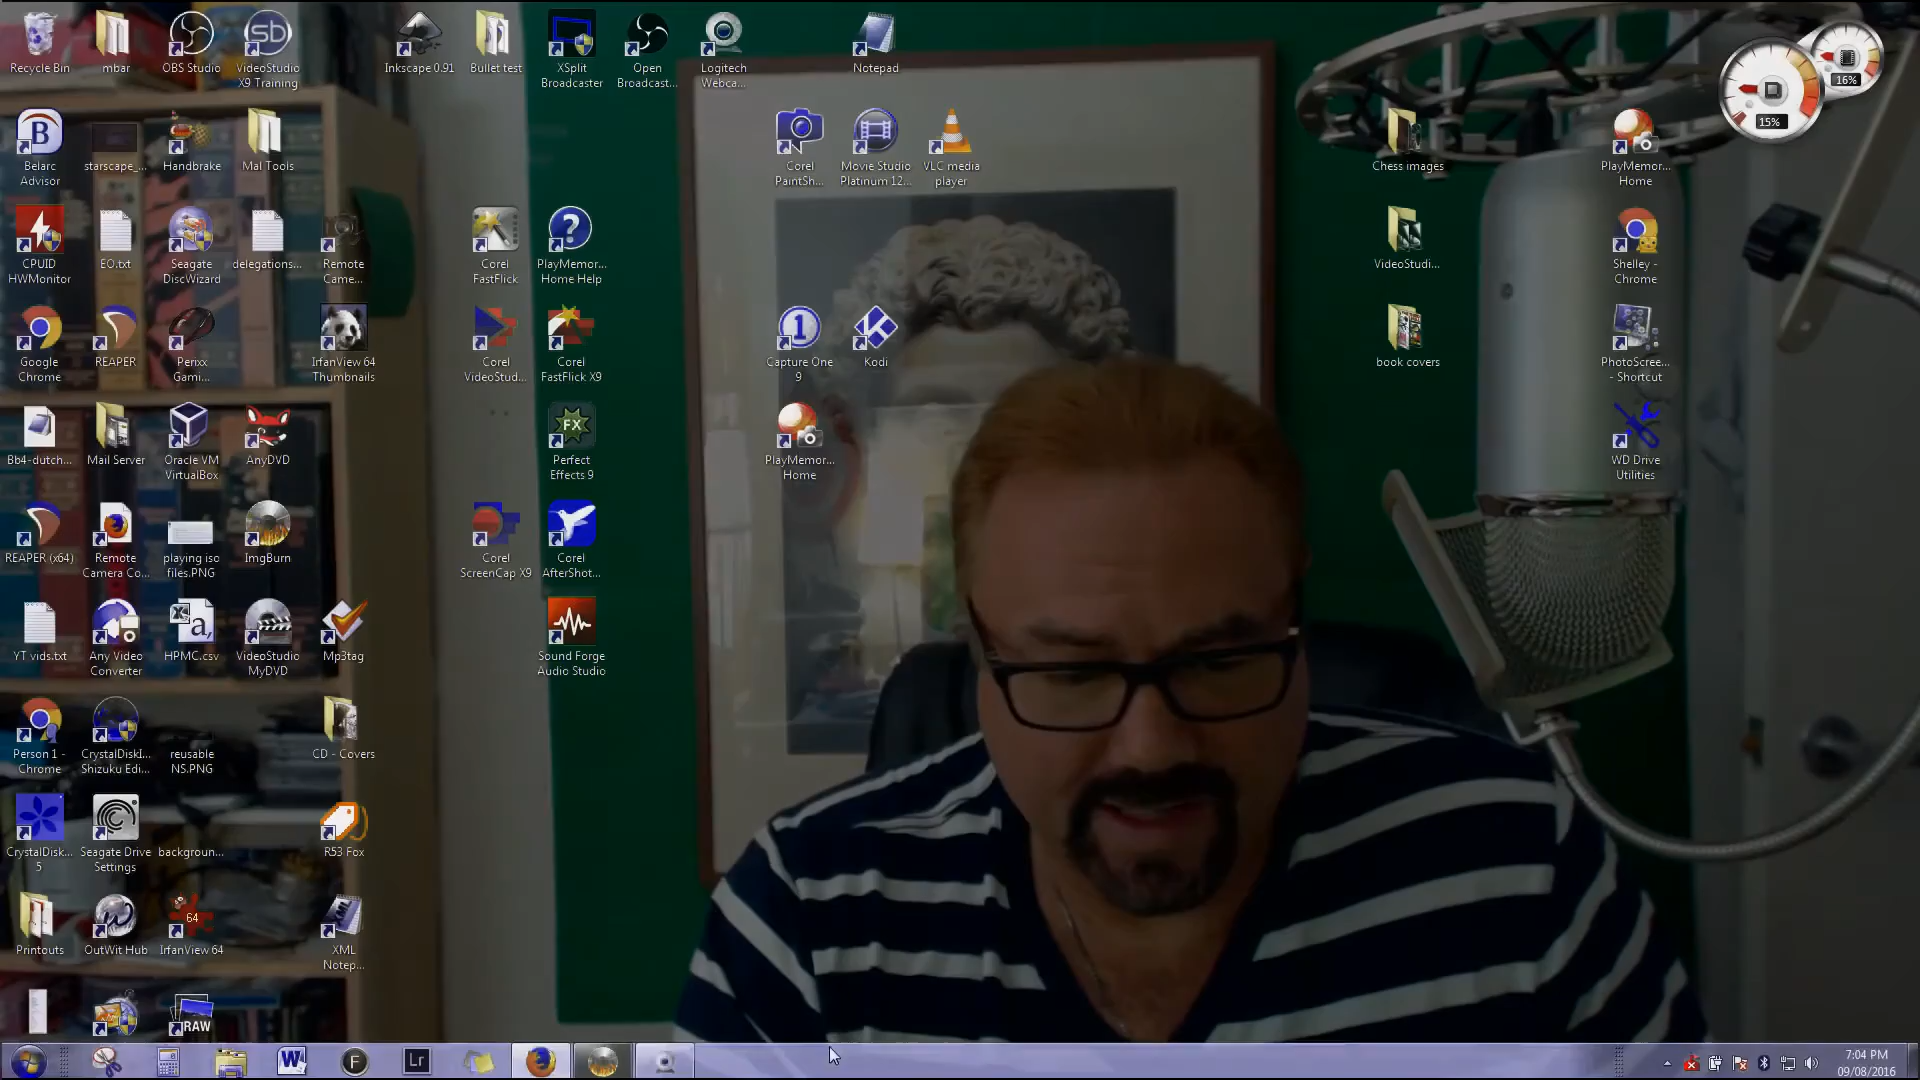 Recycle Bin
mbar
OBS Studio
VideoStudio
X9 Training
Inkscape 0.91
Bullet test
XSplit
Broadcaster
Open
Broadcast...
Logitech
Webca...
Notepad
16%
15%
Belarc
Advisor
starscape_...
Handbrake
Mal Tools
Corel
PaintSh...
Movie Studio
Platinum 12...
VLC media
player
Chess images
PlayMemor...
Home
CPUID
HWMonitor
EO.txt
Seagate
DiscWizard
delegations...
Remote
Came...
Corel
FastFlick
PlayMemor...
Home Help
VideoStudi...
Shelley -
Chrome
Google
Chrome
REAPER
Perixx
Gami...
IrfanView 64
Thumbnails
Corel
VideoStud...
Corel
FastFlick X9
Capture One
9
Kodi
book covers
PhotoScree...
- Shortcut
Bb4-dutch...
Mail Server
Oracle VM
VirtualBox
AnyDVD
FX
Perfect
Effects 9
PlayMemor...
Home
WD Drive
Utilities
REAPER (x64)
Remote
Camera Co...
playing iso
files.PNG
ImgBurn
Corel
ScreenCap X9
Corel
AfterShot...
YT vids.txt
Any Video
Converter
HPMC.csv
VideoStudio
MyDVD
Mp3tag
Sound Forge
Audio Studio
Person 1 -
Chrome
CrystalDiskI...
Shizuku Edi...
reusable
NS.PNG
CD - Covers
CrystalDisk...
5
Seagate Drive
Settings
backgroun...
R53 Fox
Printouts
OutWit Hub
64
IrfanView 64
XML
Notep...
RAW
W
F
Lr
7:04 PM
09/08/2016